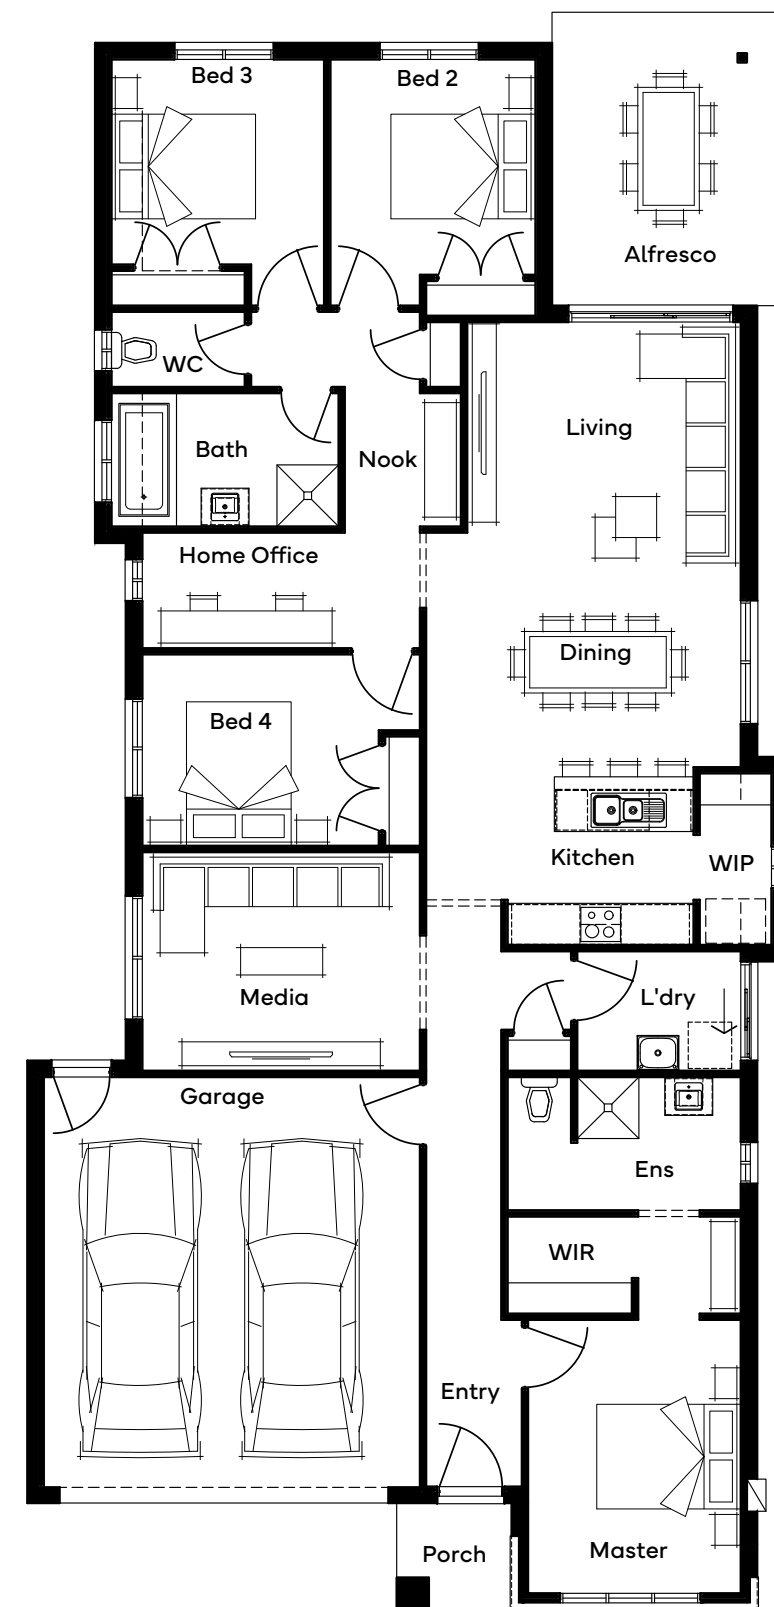 Bed 3
Bed 2
Alfresco
WC
Living
Bath
Nook
Home Office
Dining
Bed 4
Kitchen
WIP
Media
L'dry
Garage
Ens
WIR
Entry
Master
Porch